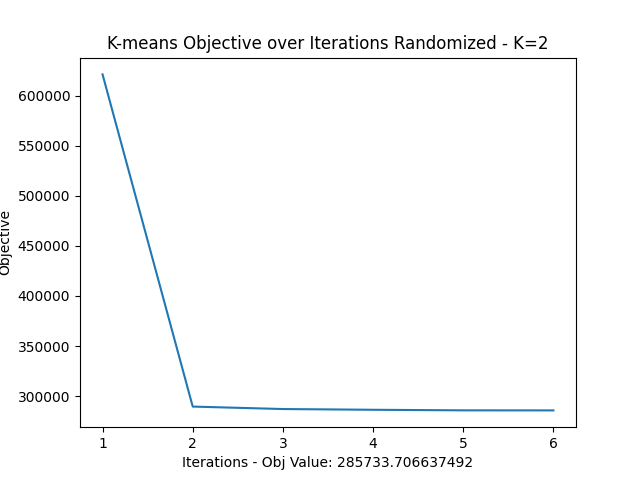 K-means Objective over Iterations Randomized - K=2
600000
550000
500000
450000
400000
350000
300000
Objective
1 2 3 4 5 6
Iterations - Obj Value: 285733.706637492